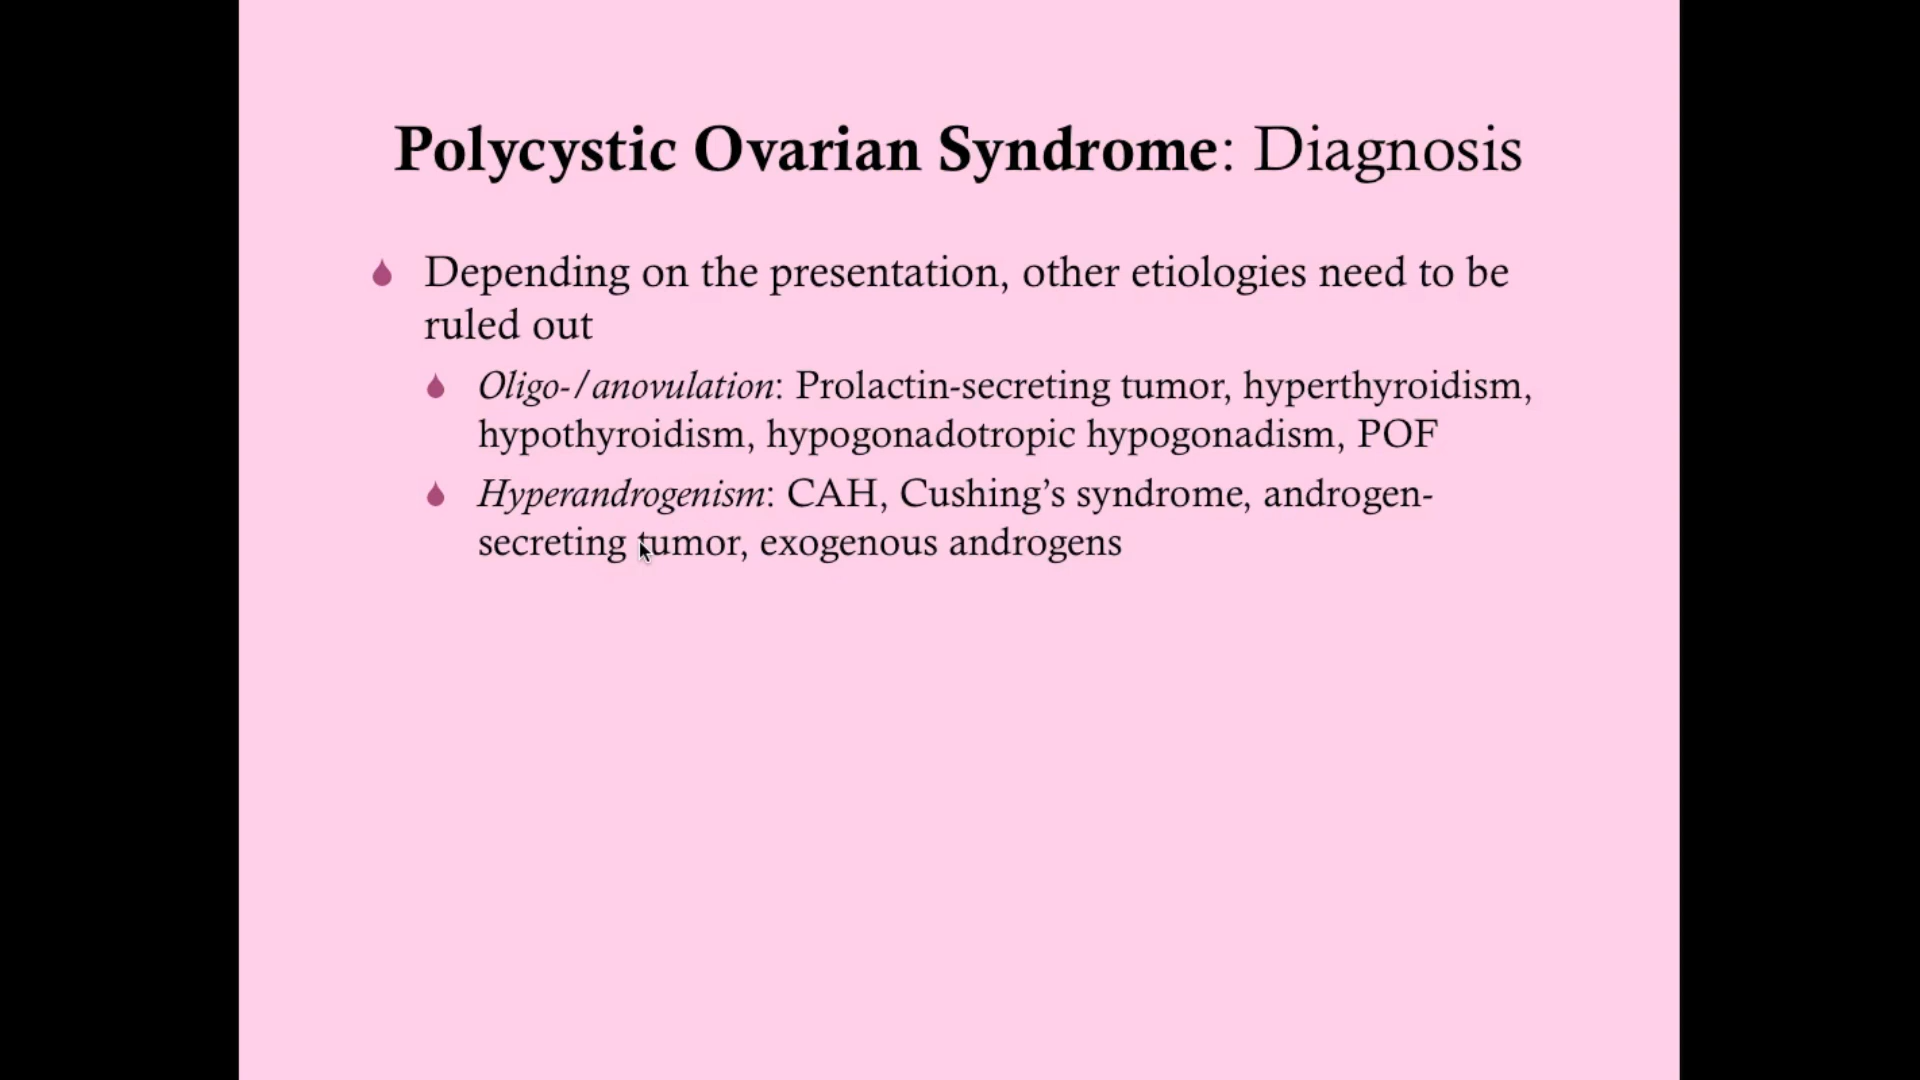 Polycystic Ovarian Syndrome: Diagnosis
Depending on the presentation, other etiologies need to be
ruled out
Oligo-/anovulation: Prolactin-secreting tumor, hyperthyroidism,
hypothyroidism, hypogonadotropic hypogonadism, POF
Hyperandrogenism: CAH, Cushing’s syndrome, androgen-
secreting tumor, exogenous androgens